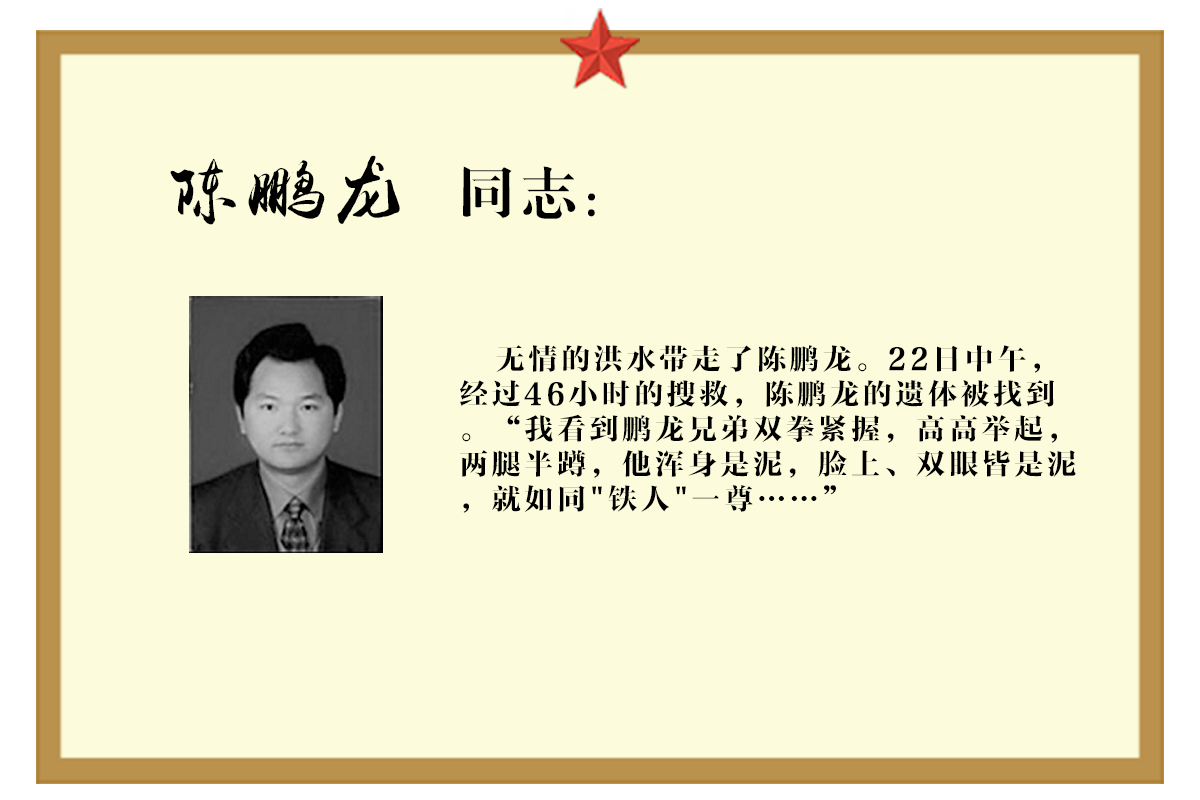 陈鹏龙 同志：
无情的洪水带走了陈鹏龙。22日中午，
经过46小时的搜救，陈鹏龙的遗体被找到
。“我看到鹏龙兄弟双拳紧握，高高举起，
两腿半蹲，他浑身是泥，脸上、双眼皆是泥
，就如同"铁人"一尊……”